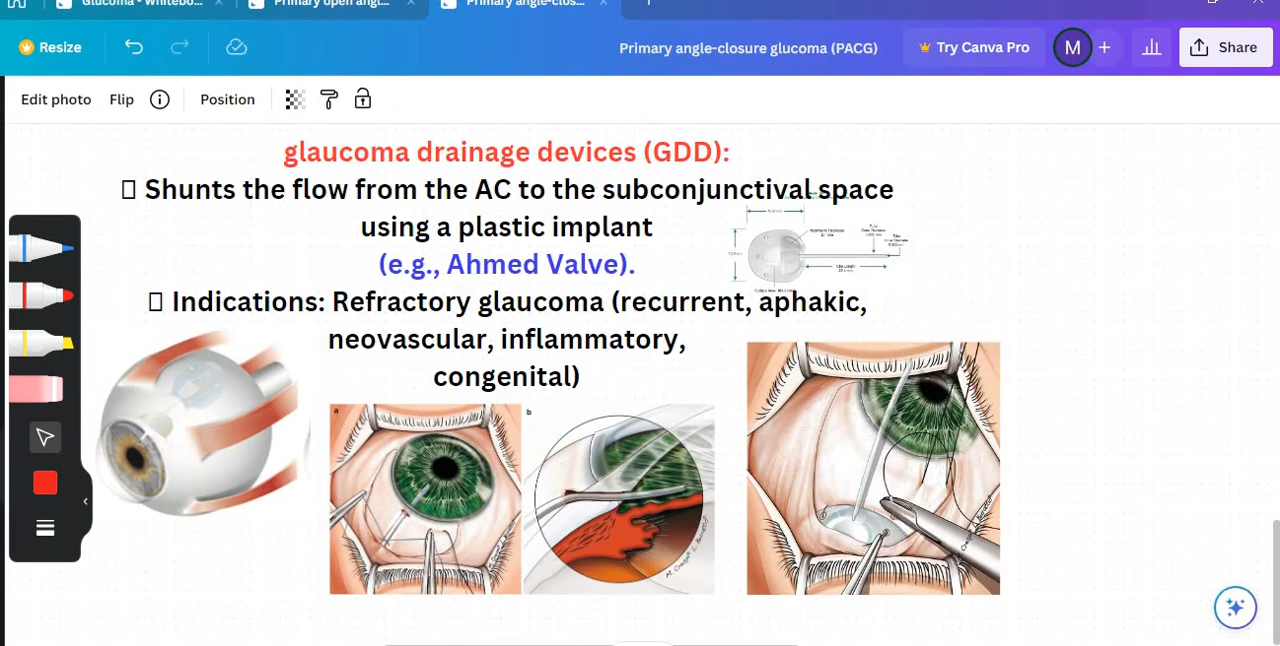 Glucoma - Whitebo...
Primary open angl...
Primary angle-clos...
Resize
Primary angle-closure glucoma (PACG)
Try Canva Pro
M
Share
Edit photo
Flip
Position
glaucoma drainage devices (GDD):
Shunts the flow from the AC to the subconjunctival space
using a plastic implant
(e.g., Ahmed Valve).
Indications: Refractory glaucoma (recurrent, aphakic,
neovascular, inflammatory,
congenital)
a
b